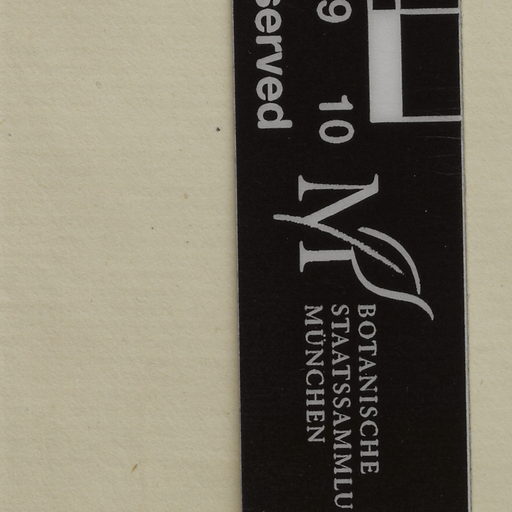 served
9 10
BOTANISCHE
STAATSSAMMLU
MÜNCHEN